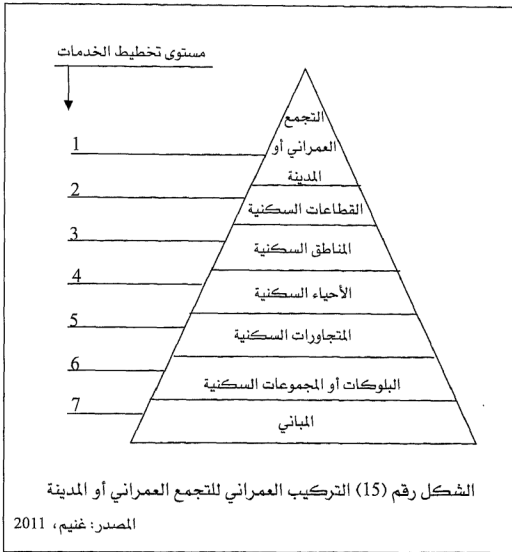 مستوى تخطيط الخدمات
1
التجمع
العمراني أو
المدينة
2
القطاعات السكنية
3
المناطق السكنية
4
الأحياء السكنية
5
المتجاورات السكنية
6
البلوكات أو المجموعات السكنية
7
المباني
الشكل رقم (15) التركيب العمراني للتجمع العمراني أو المدينة
المصدر: غنيم، 2011